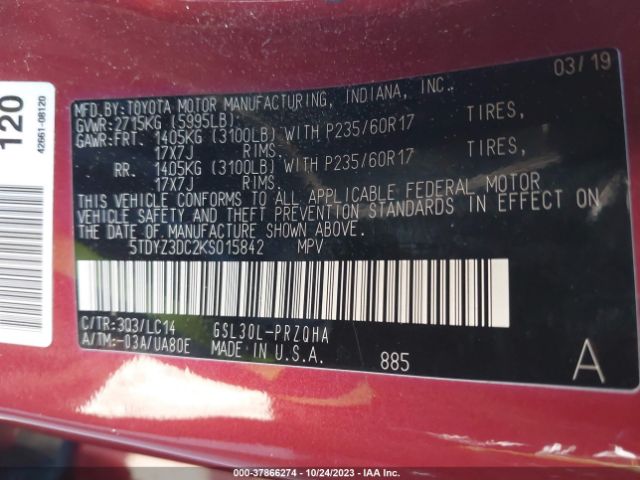 120
42661-08120
MFD.BY:TOYOTA MOTOR MANUFACTURING, INDIANA, INC. 03/19
GVWR:2715KG (5995LB).
GAWR:FRT. 1405KG (3100LB) WITH P235/60R17 TIRES,
17X7J RIMS.
RR. 1405KG (3100LB) WITH P235/60R17 TIRES,
17X7J RIMS.
THIS VEHICLE CONFORMS TO ALL APPLICABLE FEDERAL MOTOR
VEHICLE SAFETY AND THEFT PREVENTION STANDARDS IN EFFECT ON
THE DATE OF MANUFACTURE SHOWN ABOVE.
5TDYZ3DC2KS015842 MPV
C/TR:3Q3/LC14 GSL30L-PRZQHA
A/TM:-03A/UA80E MADE IN U.S.A. 885 A
000-37866274 | 10/24/2023 | IAA Inc.